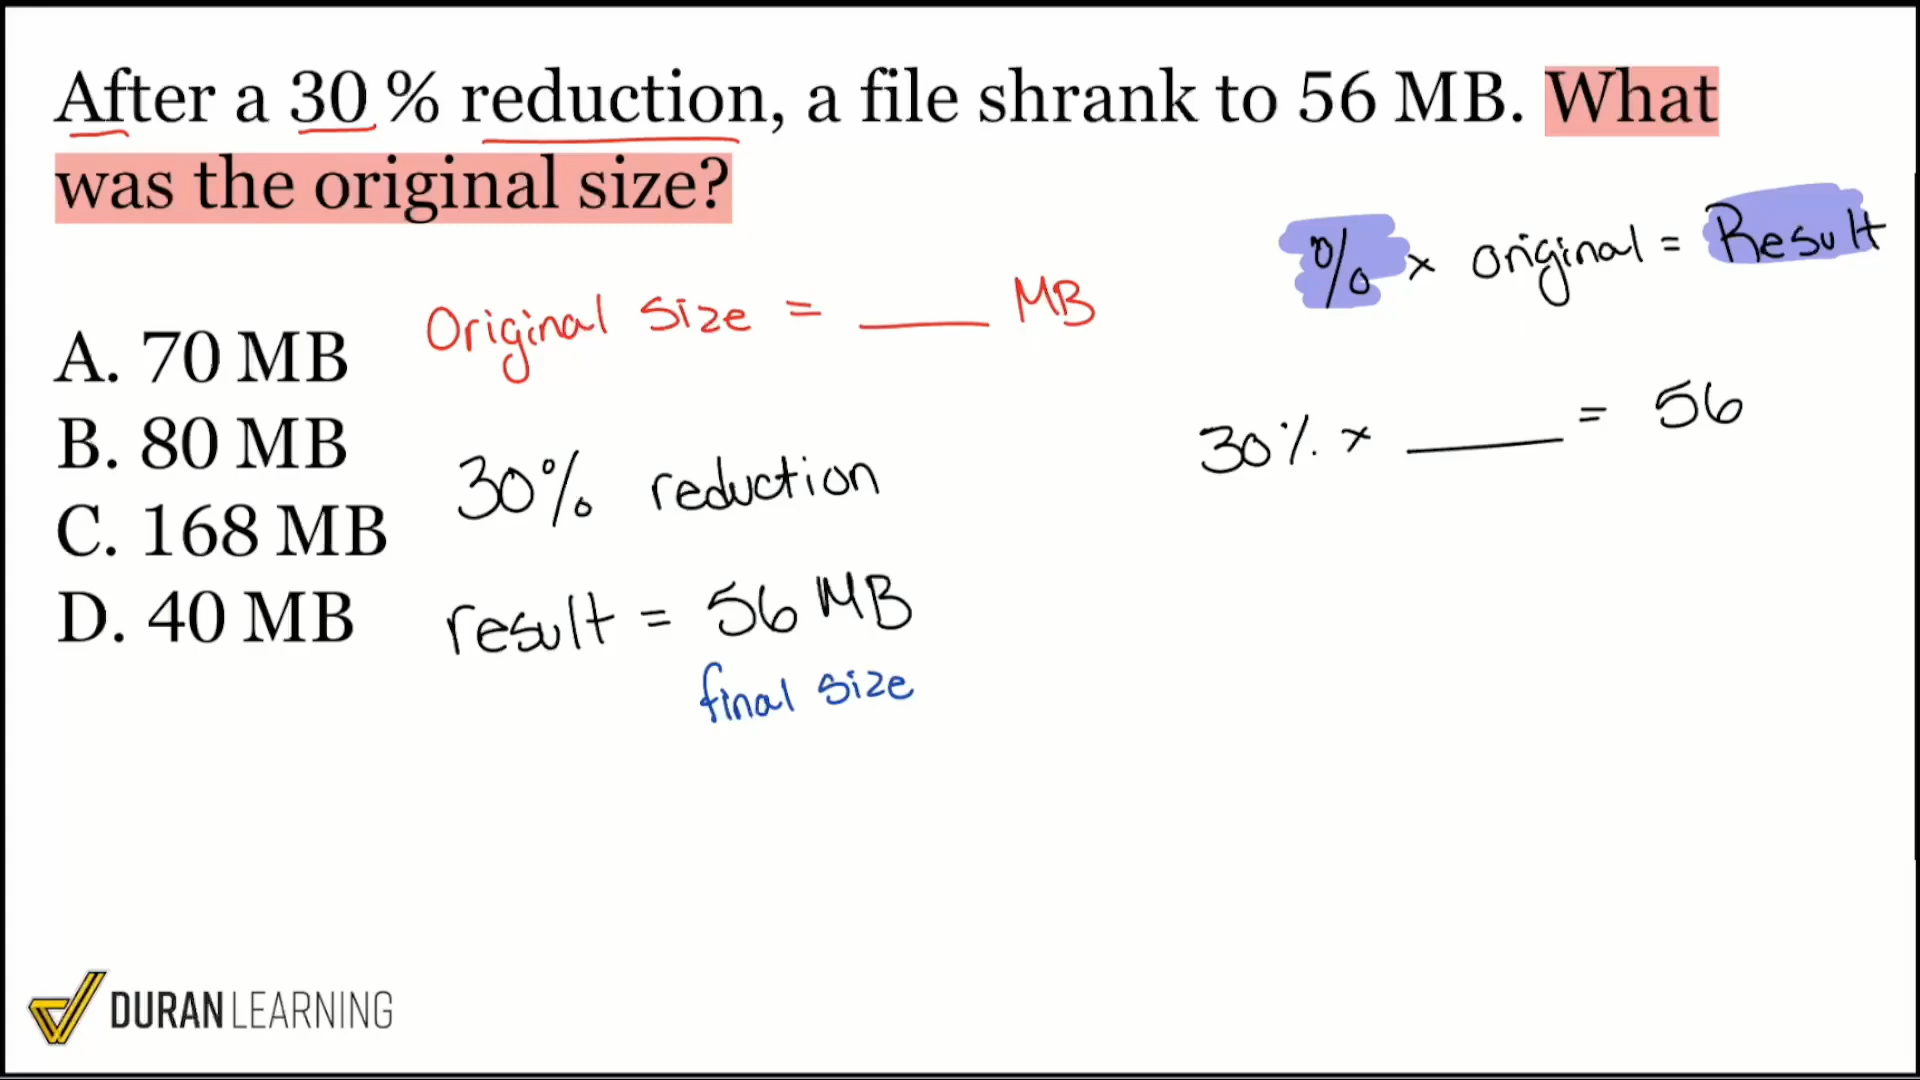 After a 30 % reduction, a file shrank to 56 MB. What
was the original size?
% × original = Result
Original size = ____ MB
A. 70 MB
B. 80 MB
C. 168 MB
D. 40 MB
30% reduction
30% × ____ = 56
result = 56 MB
final size
DURAN LEARNING